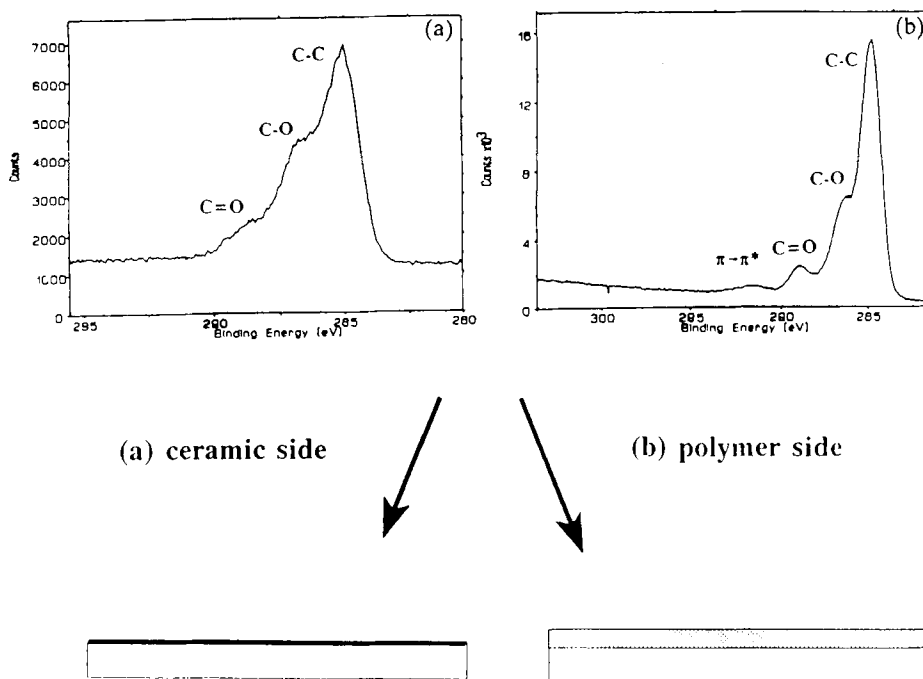 (a)
7000
6000
5000
4000
3000
2000
1000
0
Counts
C-C
C-O
C=O
295
290
285
280
Binding Energy (eV)
(b)
16
12
8
4
0
Counts x10³
C-C
C-O
C=O
π→π*
300
295
290
285
Binding Energy (eV)
(a) ceramic side
(b) polymer side